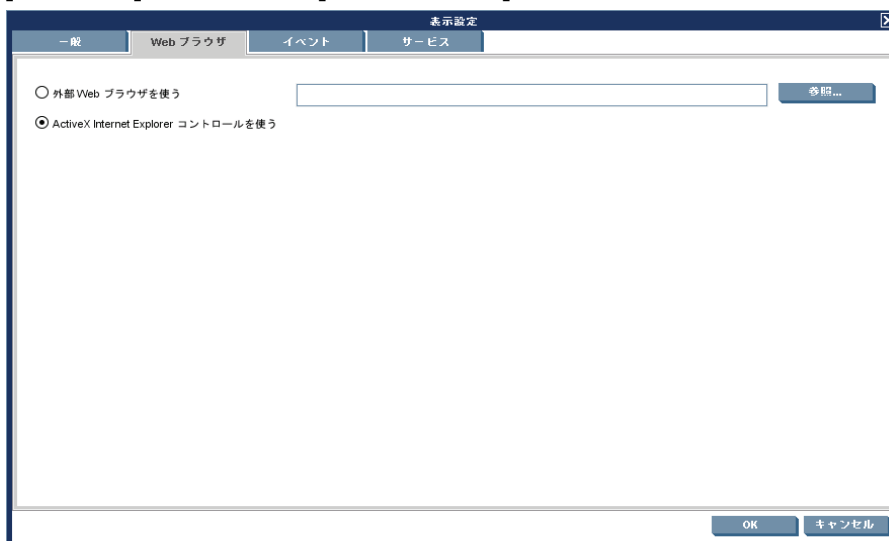 表示設定
一般 Web ブラウザ イベント サービス
外部 Web ブラウザを使う 参照...
ActiveX Internet Explorer コントロールを使う
OK キャンセル